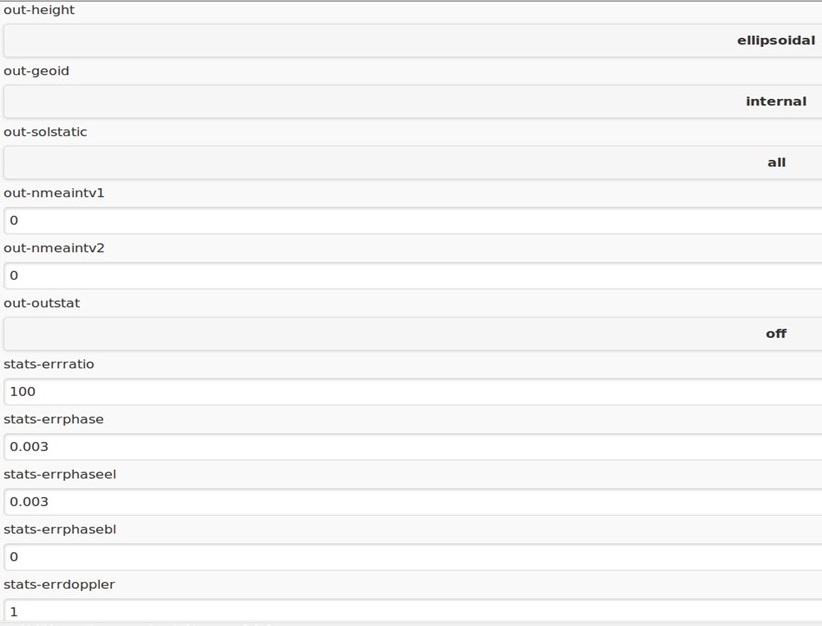 out-height
ellipsoidal
out-geoid
internal
out-solstatic
all
out-nmeaintv1
0
out-nmeaintv2
0
out-outstat
off
stats-errratio
100
stats-errphase
0.003
stats-errphaseel
0.003
stats-errphasebl
0
stats-errdoppler
1